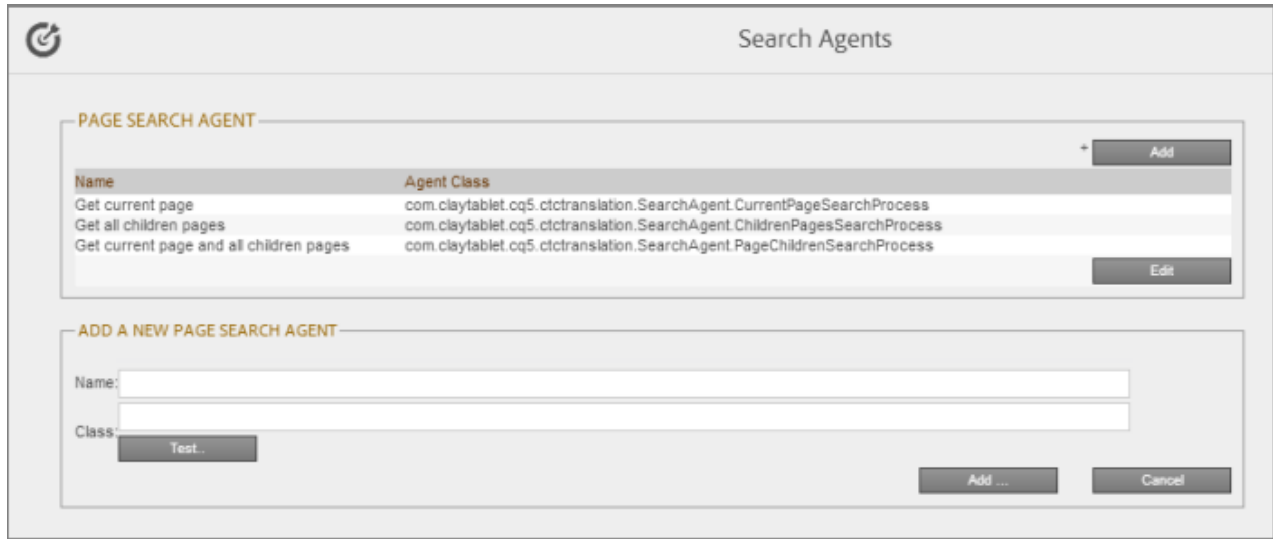 Search Agents
PAGE SEARCH AGENT
+ Add
Name Agent Class
Get current page com.claytablet.cq5.ctctranslation.SearchAgent.CurrentPageSearchProcess
Get all children pages com.claytablet.cq5.ctctranslation.SearchAgent.ChildrenPagesSearchProcess
Get current page and all children pages com.claytablet.cq5.ctctranslation.SearchAgent.PageChildrenSearchProcess
Edit
ADD A NEW PAGE SEARCH AGENT
Name:
Class:
Test..
Add ... Cancel